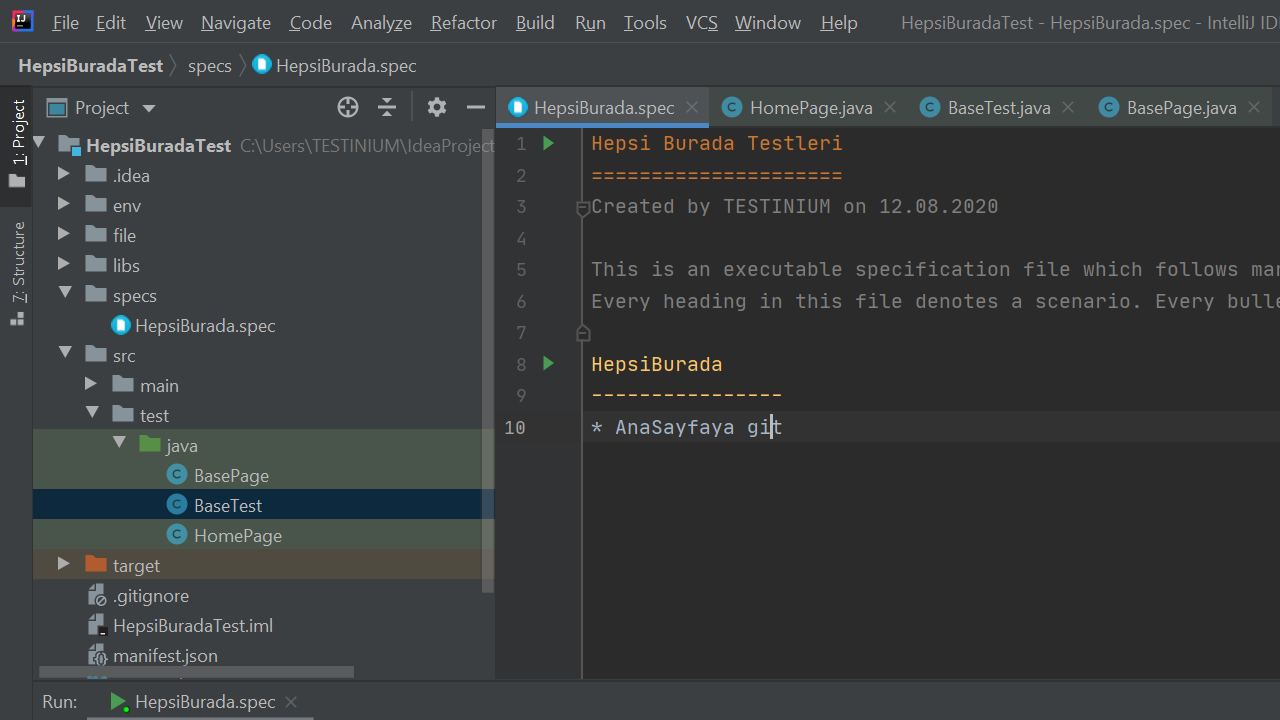 File Edit View Navigate Code Analyze Refactor Build Run Tools VCS Window Help HepsiBuradaTest - HepsiBurada.spec - IntelliJ ID
HepsiBuradaTest specs HepsiBurada.spec
1: Project
7: Structure
Project
HepsiBuradaTest C:\Users\TESTINIUM\IdeaProject
.idea
env
file
libs
specs
HepsiBurada.spec
src
main
test
java
BasePage
BaseTest
HomePage
target
.gitignore
HepsiBuradaTest.iml
manifest.json
HepsiBurada.spec HomePage.java BaseTest.java BasePage.java
1 Hepsi Burada Testleri
2 =====================
3 Created by TESTINIUM on 12.08.2020
4
5 This is an executable specification file which follows mar
6 Every heading in this file denotes a scenario. Every bulle
7
8 HepsiBurada
9 ----------------
10 * AnaSayfaya git
Run: HepsiBurada.spec